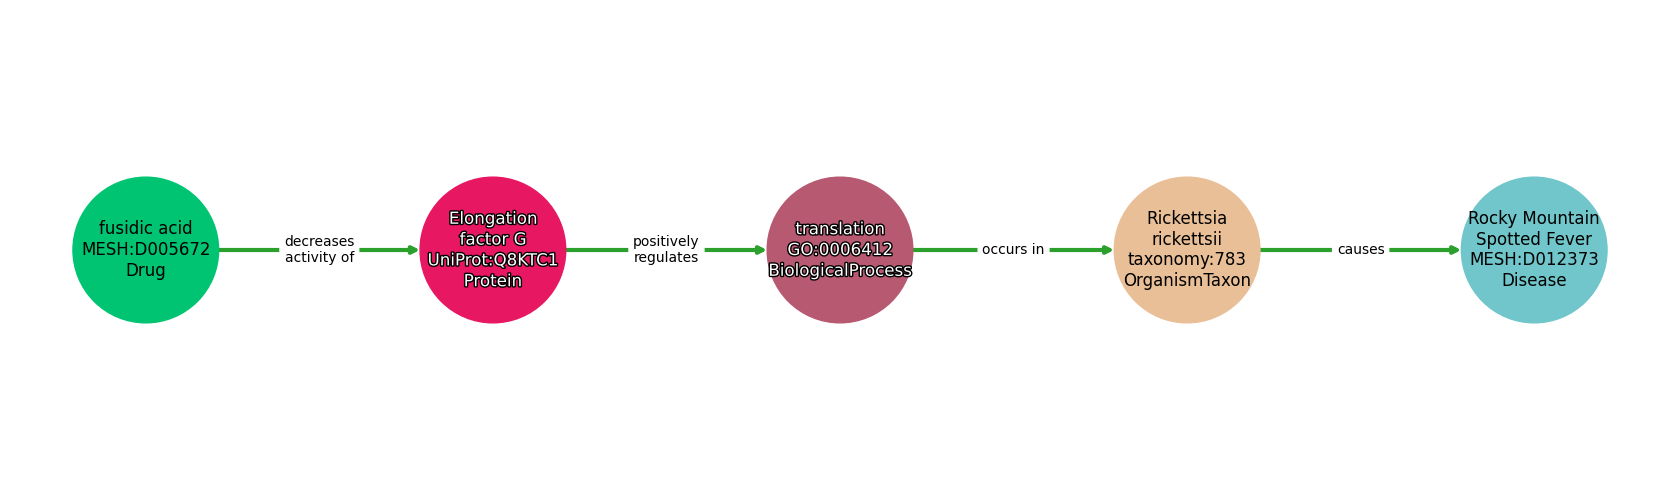 fusidic acid
MESH:D005672
Drug
decreases
activity of
Elongation
factor G
UniProt:Q8KTC1
Protein
positively
regulates
translation
GO:0006412
BiologicalProcess
occurs in
Rickettsia
rickettsii
taxonomy:783
OrganismTaxon
causes
Rocky Mountain
Spotted Fever
MESH:D012373
Disease